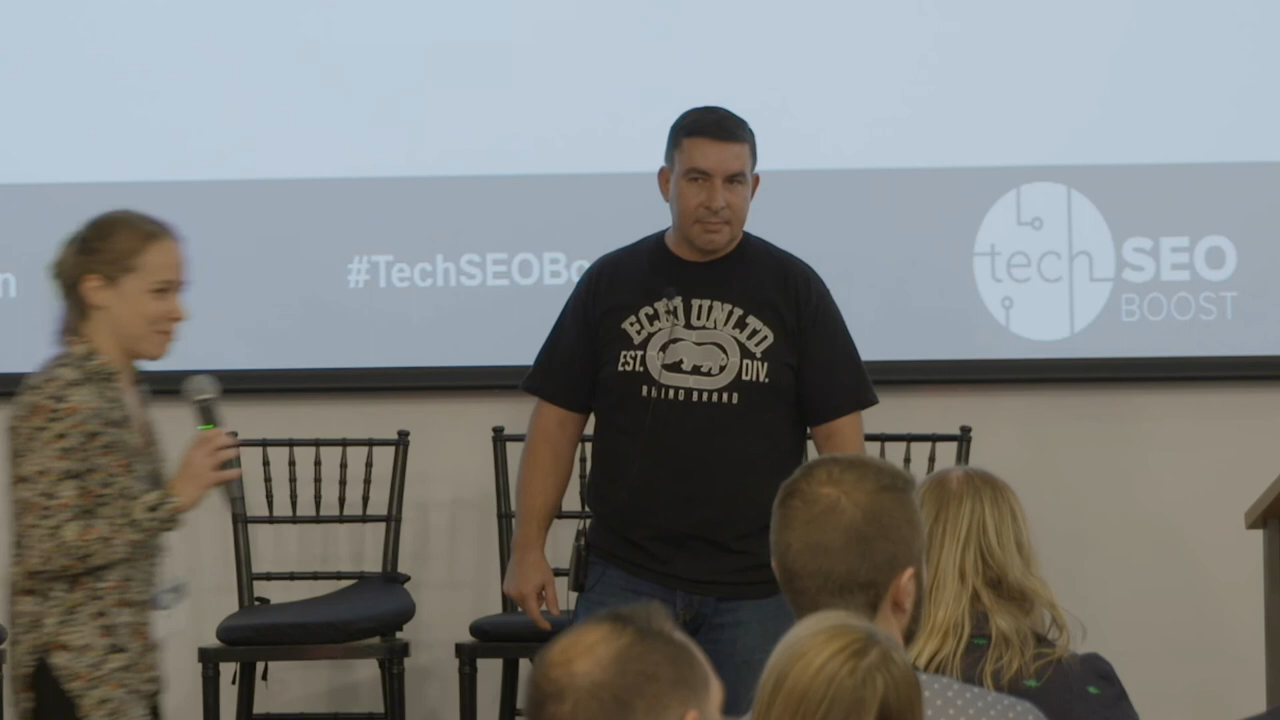 n
#TechSEOBo
tech SEO
BOOST
ECKO UNLTD.
EST. DIV.
RHINO BRAND